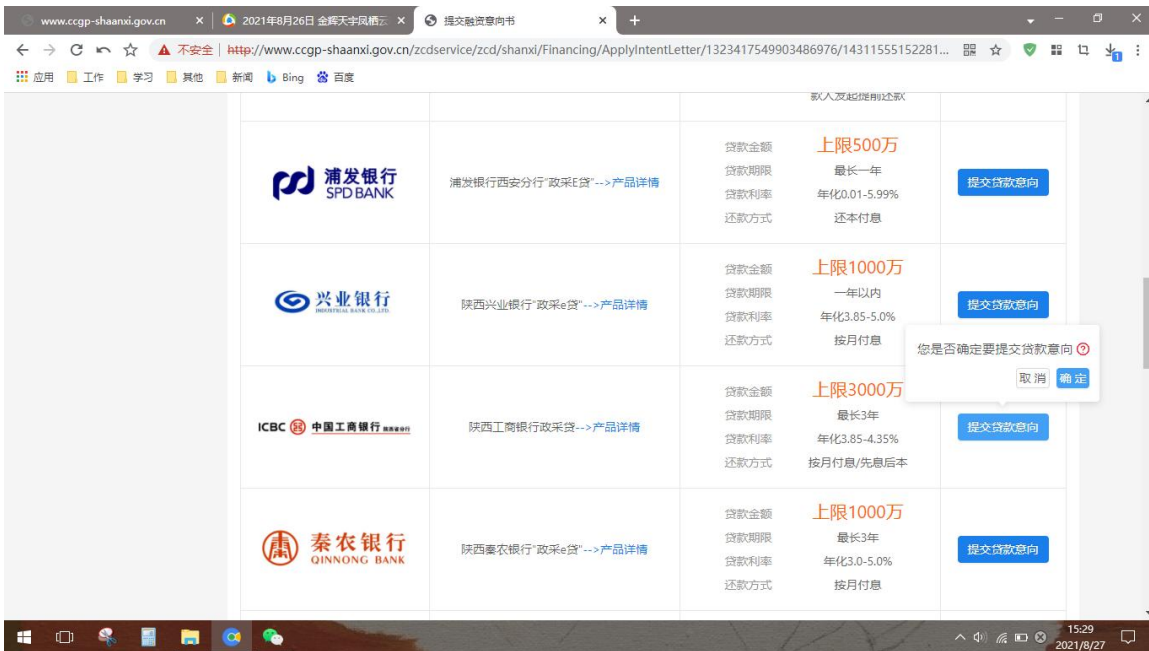 www.ccgp-shaanxi.gov.cn
2021年8月26日 金辉天宇凤栖云
提交融资意向书
不安全 http://www.ccgp-shaanxi.gov.cn/zcdservice/zcd/shanxi/Financing/ApplyIntentLetter/1323417549903486976/14311555152281...
应用 工作 学习 其他 新闻 Bing 百度
款人发起提前还款
浦发银行
SPD BANK
浦发银行西安分行"政采E贷"-->产品详情
贷款金额 上限500万
贷款期限 最长一年
贷款利率 年化0.01-5.99%
还款方式 还本付息
提交贷款意向
兴业银行
INDUSTRIAL BANK CO.,LTD.
陕西兴业银行"政采e贷"-->产品详情
贷款金额 上限1000万
贷款期限 一年以内
贷款利率 年化3.85-5.0%
还款方式 按月付息
提交贷款意向
您是否确定要提交贷款意向
取消 确定
ICBC 中国工商银行 陕西省分行
陕西工商银行政采贷-->产品详情
贷款金额 上限3000万
贷款期限 最长3年
贷款利率 年化3.85-4.35%
还款方式 按月付息/先息后本
提交贷款意向
秦农银行
QINNONG BANK
陕西秦农银行"政采e贷"-->产品详情
贷款金额 上限1000万
贷款期限 最长3年
贷款利率 年化3.0-5.0%
还款方式 按月付息
提交贷款意向
15:29
2021/8/27